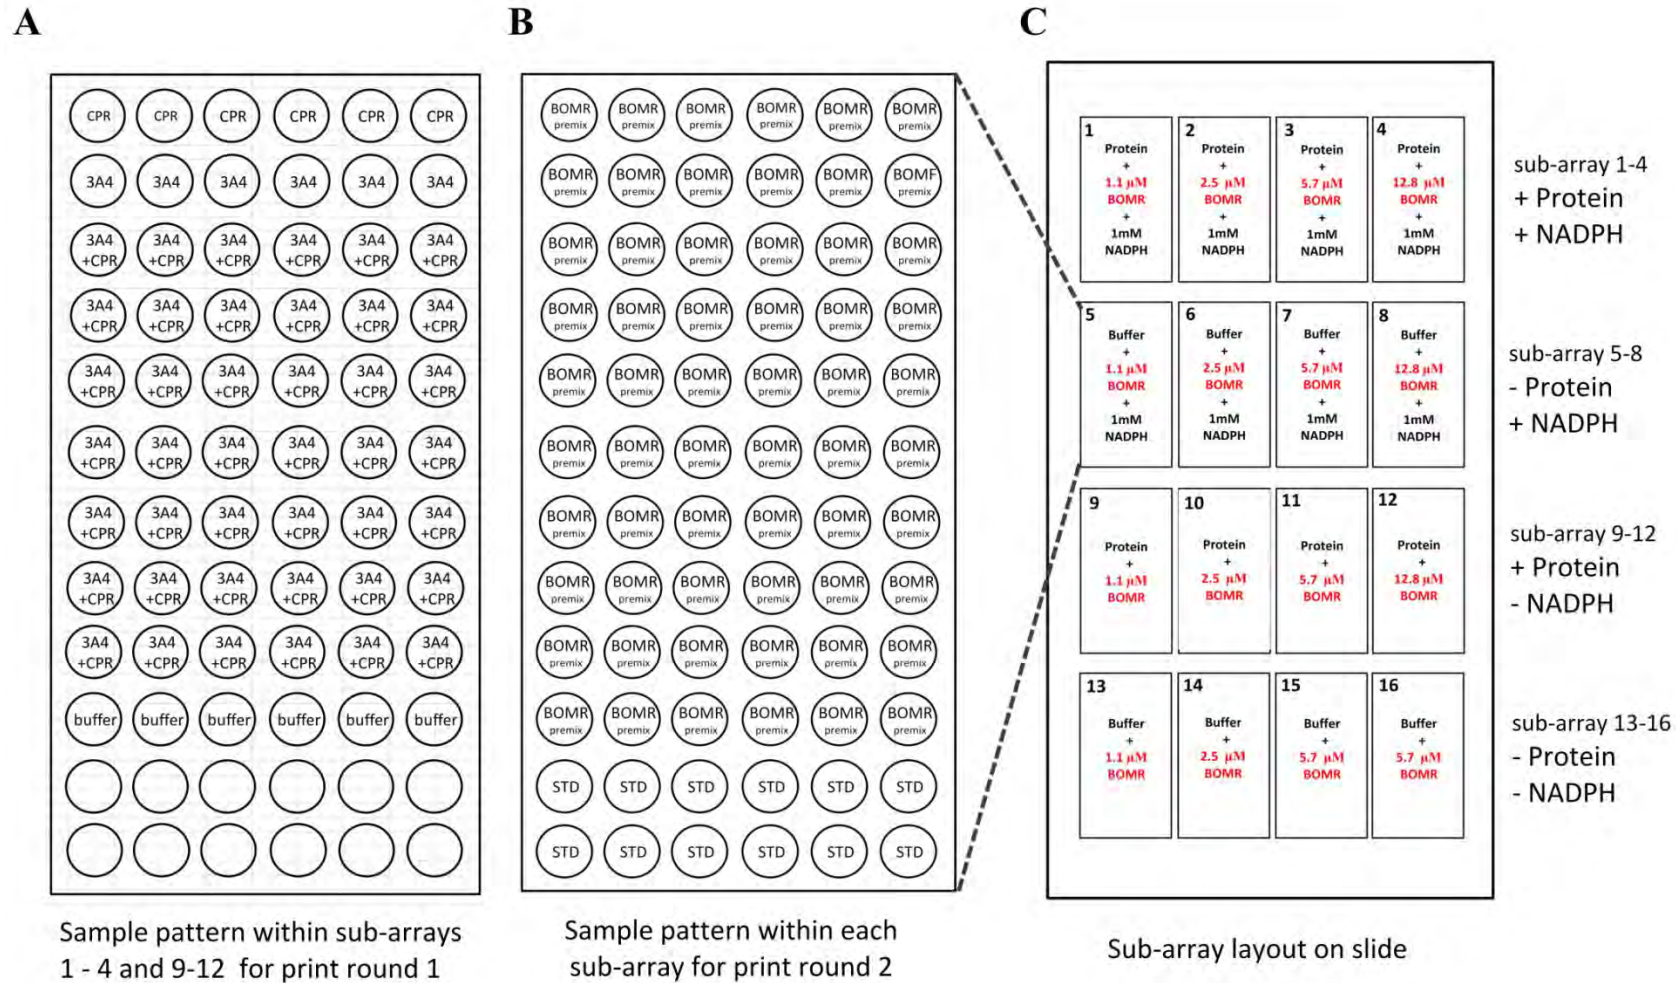 A
CPR CPR CPR CPR CPR CPR
3A4 3A4 3A4 3A4 3A4 3A4
3A4 3A4 3A4 3A4 3A4 3A4
+CPR +CPR +CPR +CPR +CPR +CPR
3A4 3A4 3A4 3A4 3A4 3A4
+CPR +CPR +CPR +CPR +CPR +CPR
3A4 3A4 3A4 3A4 3A4 3A4
+CPR +CPR +CPR +CPR +CPR +CPR
3A4 3A4 3A4 3A4 3A4 3A4
+CPR +CPR +CPR +CPR +CPR +CPR
3A4 3A4 3A4 3A4 3A4 3A4
+CPR +CPR +CPR +CPR +CPR +CPR
3A4 3A4 3A4 3A4 3A4 3A4
+CPR +CPR +CPR +CPR +CPR +CPR
3A4 3A4 3A4 3A4 3A4 3A4
+CPR +CPR +CPR +CPR +CPR +CPR
buffer buffer buffer buffer buffer buffer
Sample pattern within sub-arrays
1 - 4 and 9-12 for print round 1
B
BOMR BOMR BOMR BOMR BOMR BOMR
premix premix premix premix premix premix
BOMR BOMR BOMR BOMR BOMR BOMF
premix premix premix premix premix premix
BOMR BOMR BOMR BOMR BOMR BOMR
premix premix premix premix premix premix
BOMR BOMR BOMR BOMR BOMR BOMR
premix premix premix premix premix premix
BOMR BOMR BOMR BOMR BOMR BOMR
premix premix premix premix premix premix
BOMR BOMR BOMR BOMR BOMR BOMR
premix premix premix premix premix premix
BOMR BOMR BOMR BOMR BOMR BOMR
premix premix premix premix premix premix
BOMR BOMR BOMR BOMR BOMR BOMR
premix premix premix premix premix premix
BOMR BOMR BOMR BOMR BOMR BOMR
premix premix premix premix premix premix
BOMR BOMR BOMR BOMR BOMR BOMR
premix premix premix premix premix premix
STD STD STD STD STD STD
STD STD STD STD STD STD
Sample pattern within each
sub-array for print round 2
C
1
Protein
+
1.1 µM
BOMR
+
1mM
NADPH
2
Protein
+
2.5 µM
BOMR
+
1mM
NADPH
3
Protein
+
5.7 µM
BOMR
+
1mM
NADPH
4
Protein
+
12.8 µM
BOMR
+
1mM
NADPH
sub-array 1-4
+ Protein
+ NADPH
5
Buffer
+
1.1 µM
BOMR
+
1mM
NADPH
6
Buffer
+
2.5 µM
BOMR
+
1mM
NADPH
7
Buffer
+
5.7 µM
BOMR
+
1mM
NADPH
8
Buffer
+
12.8 µM
BOMR
+
1mM
NADPH
sub-array 5-8
- Protein
+ NADPH
9
Protein
+
1.1 µM
BOMR
10
Protein
+
2.5 µM
BOMR
11
Protein
+
5.7 µM
BOMR
12
Protein
+
12.8 µM
BOMR
sub-array 9-12
+ Protein
- NADPH
13
Buffer
+
1.1 µM
BOMR
14
Buffer
+
2.5 µM
BOMR
15
Buffer
+
5.7 µM
BOMR
16
Buffer
+
5.7 µM
BOMR
sub-array 13-16
- Protein
- NADPH
Sub-array layout on slide